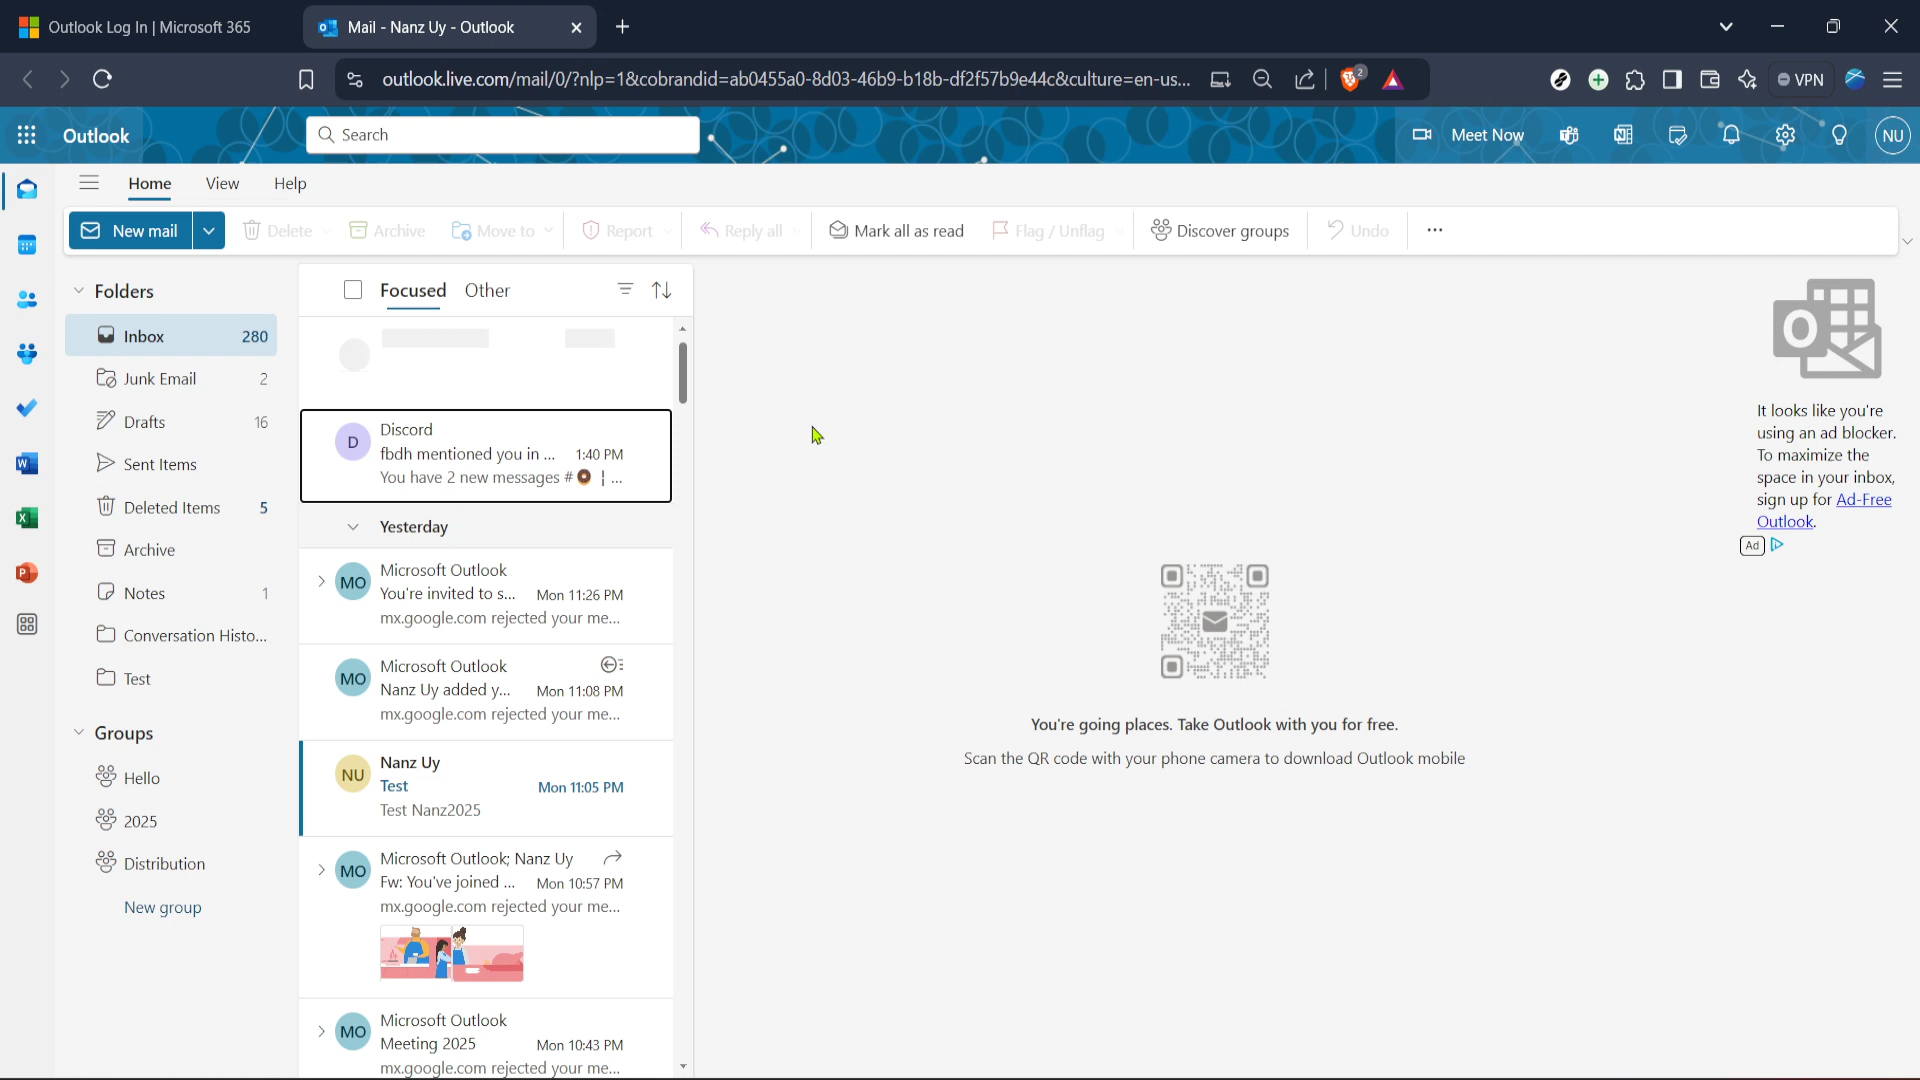 Outlook Log In | Microsoft 365
Mail - Nanz Uy - Outlook
outlook.live.com/mail/0/?nlp=1&cobrandid=ab0455a0-8d03-46b9-b18b-df2f57b9e44c&culture=en-us...
2
VPN
Outlook
Search
Meet Now
NU
Home
View
Help
New mail
Delete
Archive
Move to
Report
Reply all
Mark all as read
Flag / Unflag
Discover groups
Undo
Folders
Inbox 280
Junk Email 2
Drafts 16
Sent Items
Deleted Items 5
Archive
Notes 1
Conversation Histo...
Test
Groups
Hello
2025
Distribution
New group
Focused
Other
D
Discord
fbdh mentioned you in ... 1:40 PM
You have 2 new messages # | ...
Yesterday
MO
Microsoft Outlook
You're invited to s... Mon 11:26 PM
mx.google.com rejected your me...
MO
Microsoft Outlook
Nanz Uy added y... Mon 11:08 PM
mx.google.com rejected your me...
NU
Nanz Uy
Test Mon 11:05 PM
Test Nanz2025
MO
Microsoft Outlook; Nanz Uy
Fw: You've joined ... Mon 10:57 PM
mx.google.com rejected your me...
MO
Microsoft Outlook
Meeting 2025 Mon 10:43 PM
mx.google.com rejected your me...
You're going places. Take Outlook with you for free.
Scan the QR code with your phone camera to download Outlook mobile
It looks like you're
using an ad blocker.
To maximize the
space in your inbox,
sign up for Ad-Free
Outlook.
Ad